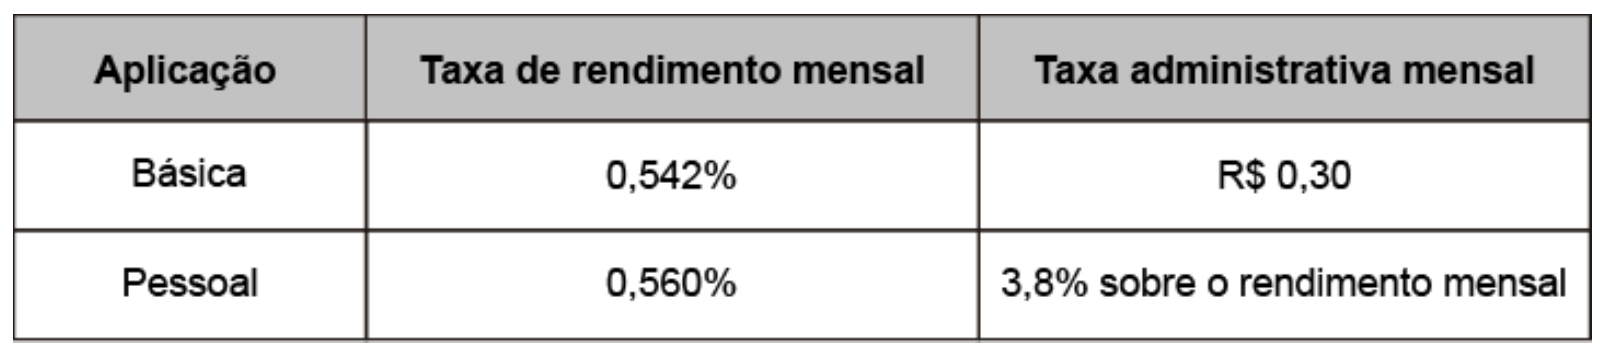 Aplicação Taxa de rendimento mensal Taxa administrativa mensal
Básica 0,542% R$ 0,30
Pessoal 0,560% 3,8% sobre o rendimento mensal